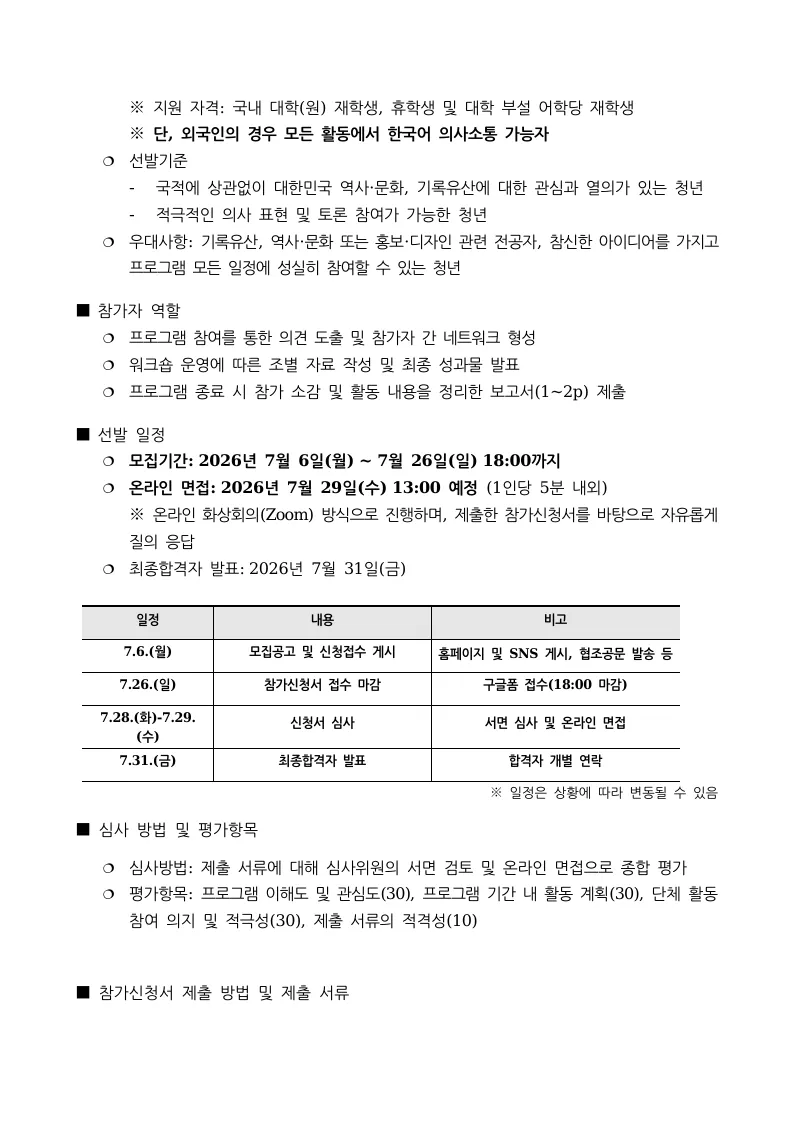 ※ 지원 자격: 국내 대학(원) 재학생, 휴학생 및 대학 부설 어학당 재학생
※ 단, 외국인의 경우 모든 활동에서 한국어 의사소통 가능자
❍ 선발기준
- 국적에 상관없이 대한민국 역사·문화, 기록유산에 대한 관심과 열의가 있는 청년
- 적극적인 의사 표현 및 토론 참여가 가능한 청년
❍ 우대사항: 기록유산, 역사·문화 또는 홍보·디자인 관련 전공자, 참신한 아이디어를 가지고
프로그램 모든 일정에 성실히 참여할 수 있는 청년
■ 참가자 역할
❍ 프로그램 참여를 통한 의견 도출 및 참가자 간 네트워크 형성
❍ 워크숍 운영에 따른 조별 자료 작성 및 최종 성과물 발표
❍ 프로그램 종료 시 참가 소감 및 활동 내용을 정리한 보고서(1~2p) 제출
■ 선발 일정
❍ 모집기간: 2026년 7월 6일(월) ~ 7월 26일(일) 18:00까지
❍ 온라인 면접: 2026년 7월 29일(수) 13:00 예정 (1인당 5분 내외)
※ 온라인 화상회의(Zoom) 방식으로 진행하며, 제출한 참가신청서를 바탕으로 자유롭게
질의 응답
❍ 최종합격자 발표: 2026년 7월 31일(금)
일정 내용 비고
7.6.(월) 모집공고 및 신청접수 게시 홈페이지 및 SNS 게시, 협조공문 발송 등
7.26.(일) 참가신청서 접수 마감 구글폼 접수(18:00 마감)
7.28.(화)-7.29.
(수) 신청서 심사 서면 심사 및 온라인 면접
7.31.(금) 최종합격자 발표 합격자 개별 연락
※ 일정은 상황에 따라 변동될 수 있음
■ 심사 방법 및 평가항목
❍ 심사방법: 제출 서류에 대해 심사위원의 서면 검토 및 온라인 면접으로 종합 평가
❍ 평가항목: 프로그램 이해도 및 관심도(30), 프로그램 기간 내 활동 계획(30), 단체 활동
참여 의지 및 적극성(30), 제출 서류의 적격성(10)
■ 참가신청서 제출 방법 및 제출 서류